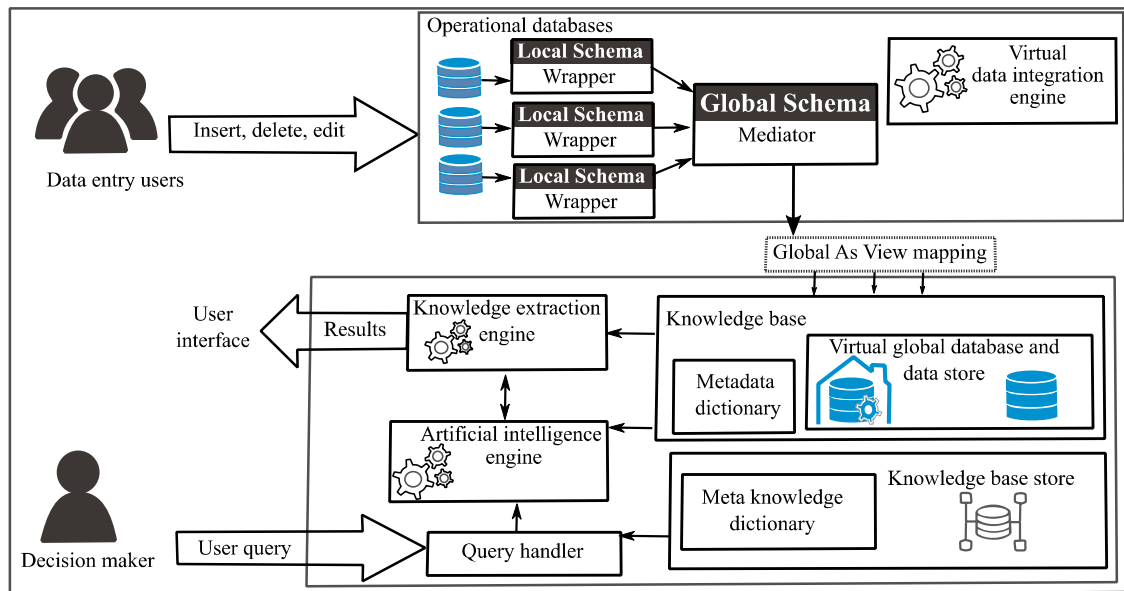 Operational databases
Local Schema
Wrapper
Local Schema
Wrapper
Local Schema
Wrapper
Global Schema
Mediator
Virtual
data integration
engine
Insert, delete, edit
Data entry users
Global As View mapping
User
interface
Results
Knowledge extraction
engine
Knowledge base
Virtual global database and
data store
Metadata
dictionary
Artificial intelligence
engine
Knowledge base store
Meta knowledge
dictionary
Decision maker
User query
Query handler